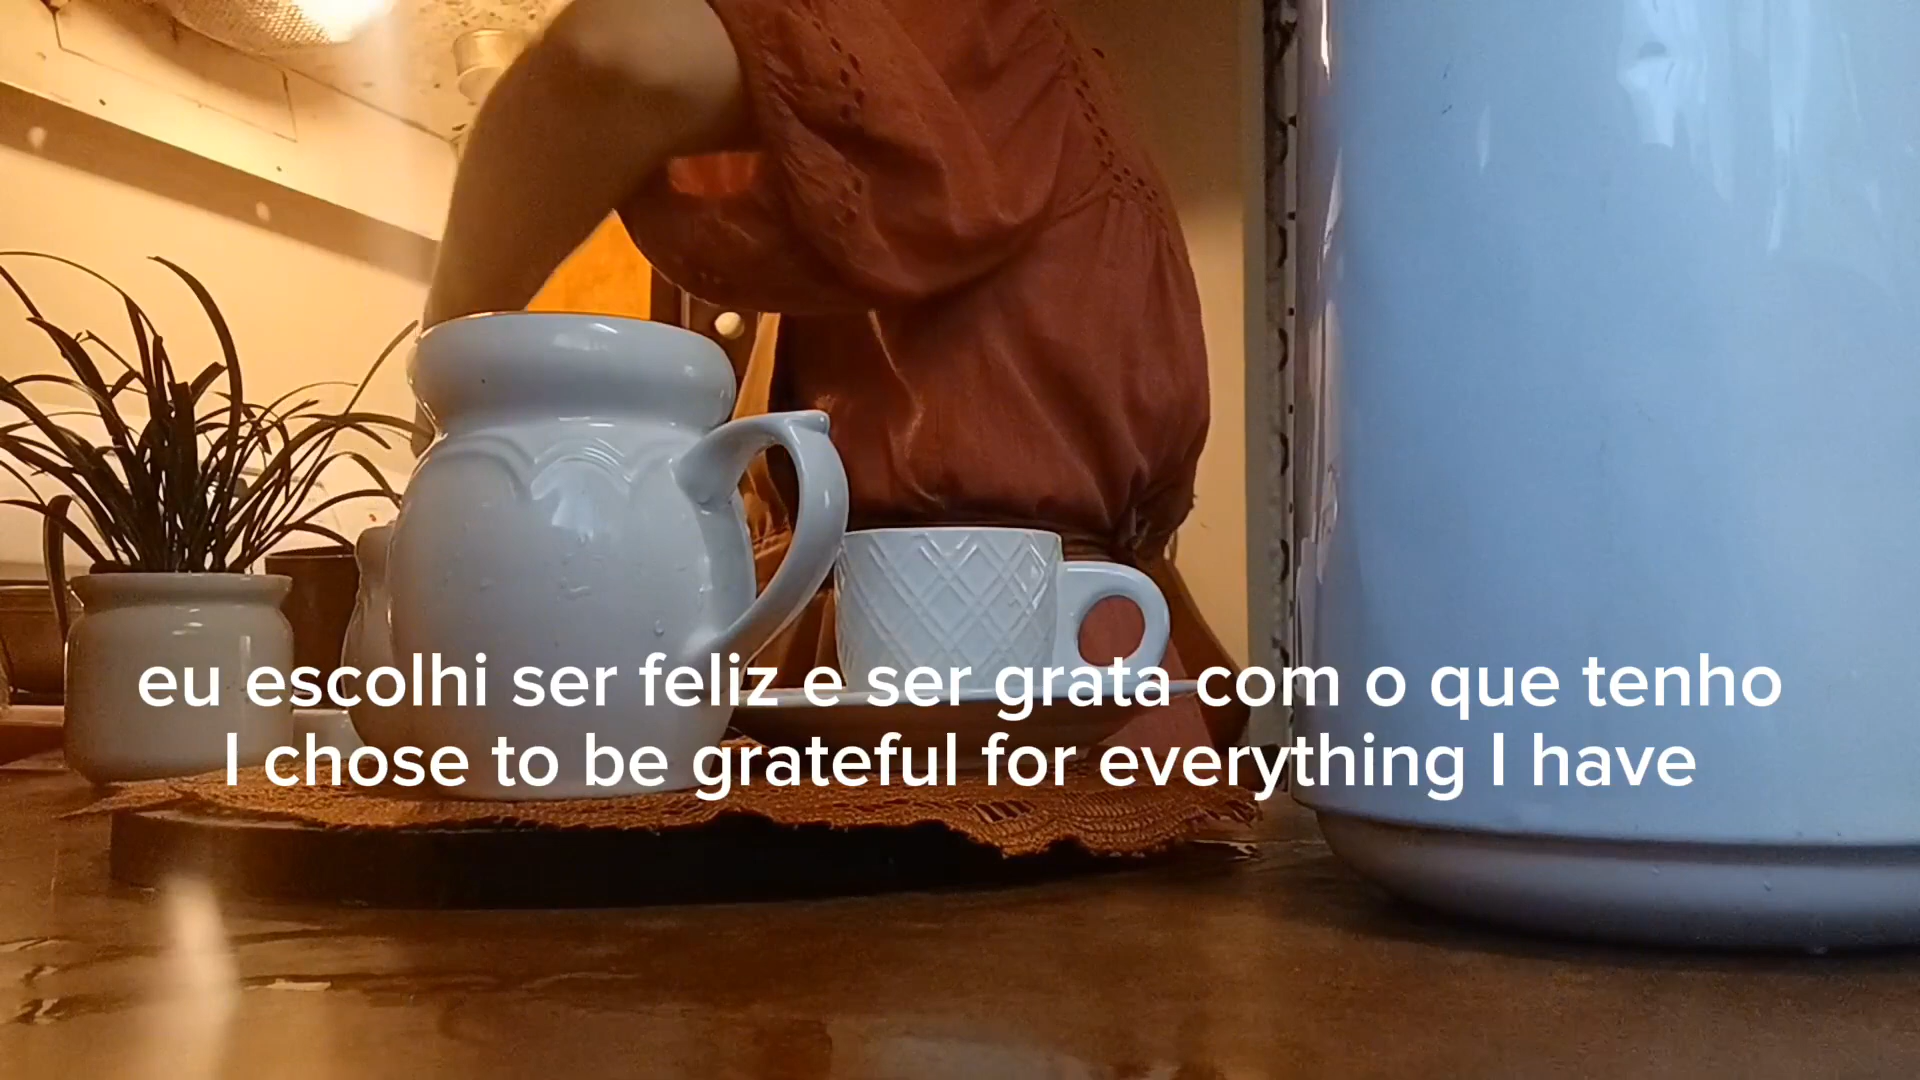 eu escolhi ser feliz e ser grata com o que tenho
I chose to be grateful for everything I have